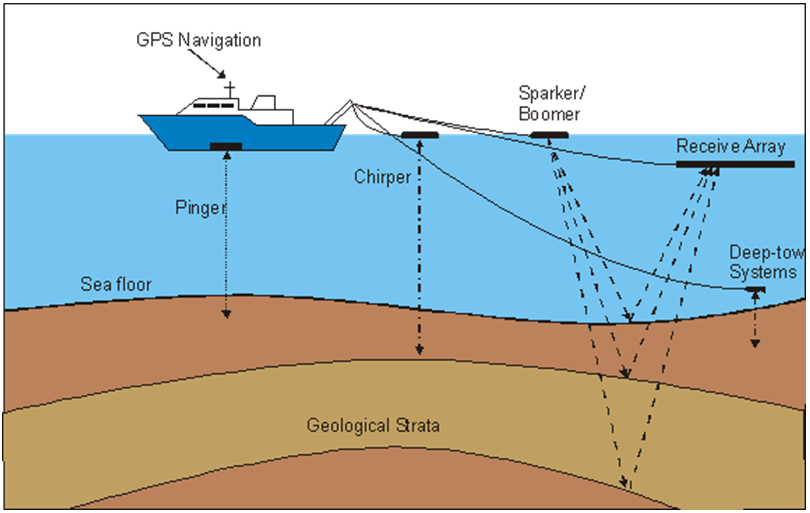 GPS Navigation
Sparker/
Boomer
Receive Array
Chirper
Pinger
Deep-tow
Systems
Sea floor
Geological Strata